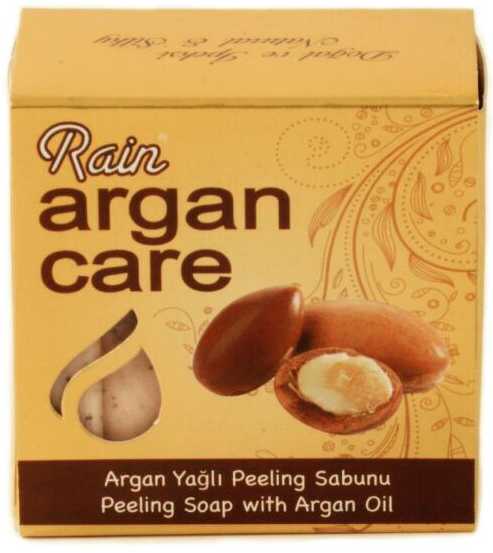 Doğal ve İpeksi
Natural & Silky
Rain
argan
care
Argan Yağlı Peeling Sabunu
Peeling Soap with Argan Oil